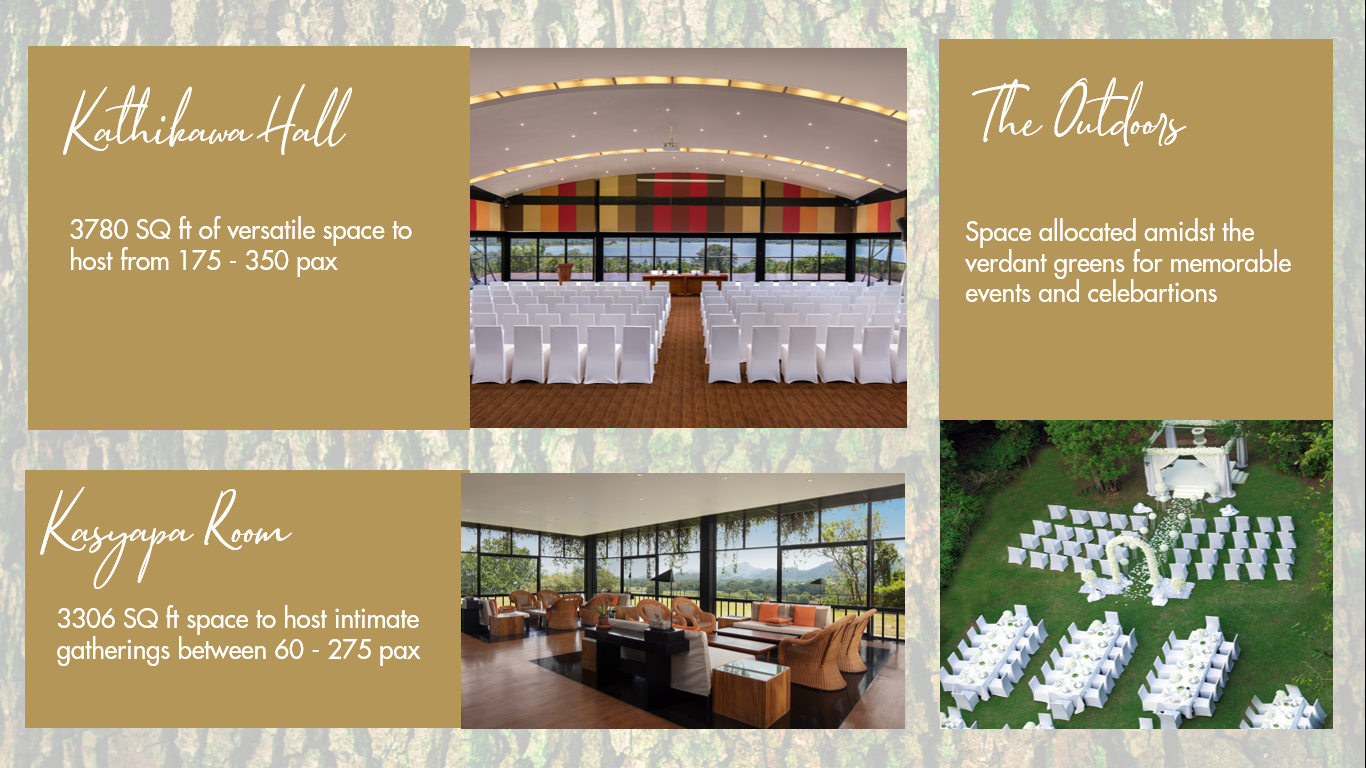 Kathikawa Hall
3780 SQ ft of versatile space to
host from 175 - 350 pax
Kasyapa Room
3306 SQ ft space to host intimate
gatherings between 60 - 275 pax
The Outdoors
Space allocated amidst the
verdant greens for memorable
events and celebartions